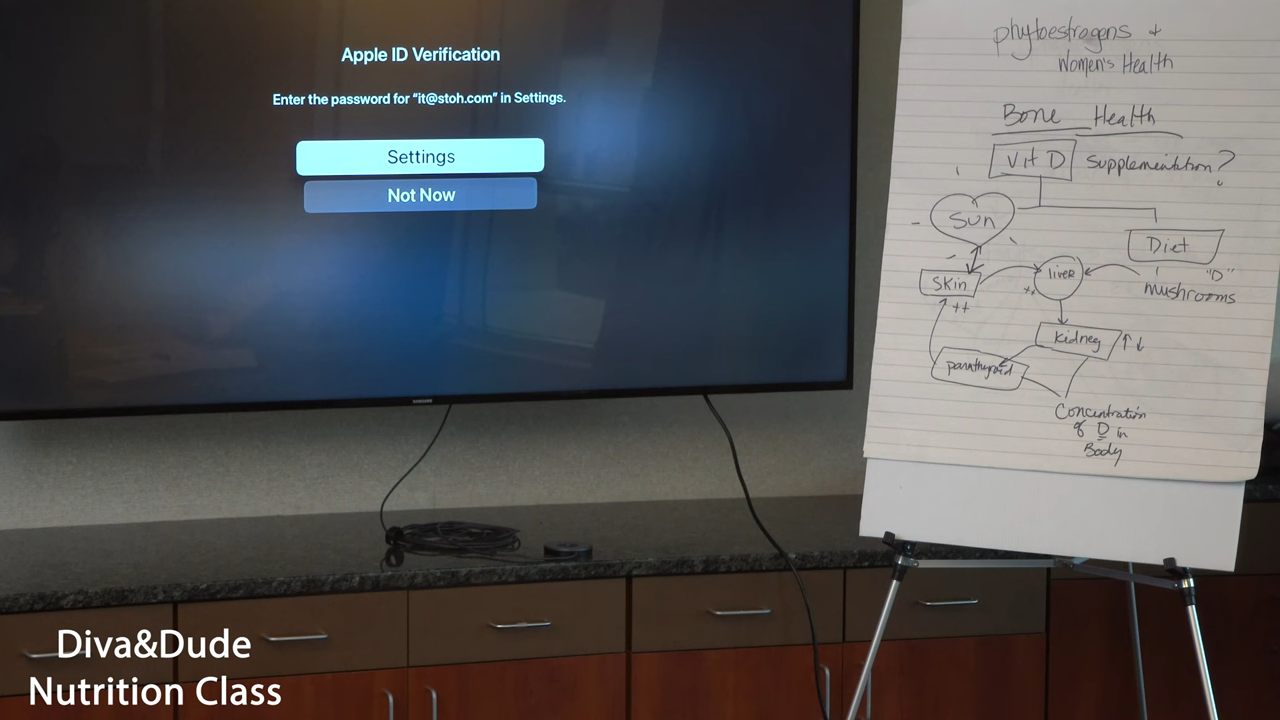 Apple ID Verification
Enter the password for “it@stoh.com” in Settings.
Settings
Not Now
SAMSUNG
phytoestrogens +
Women's Health
Bone Health
Vit D Supplementation?
Sun
Diet
"D"
mushrooms
Skin
++
liver
kidney ↑↓
parathyroid
Concentration
of D in
Body
Diva&Dude
Nutrition Class